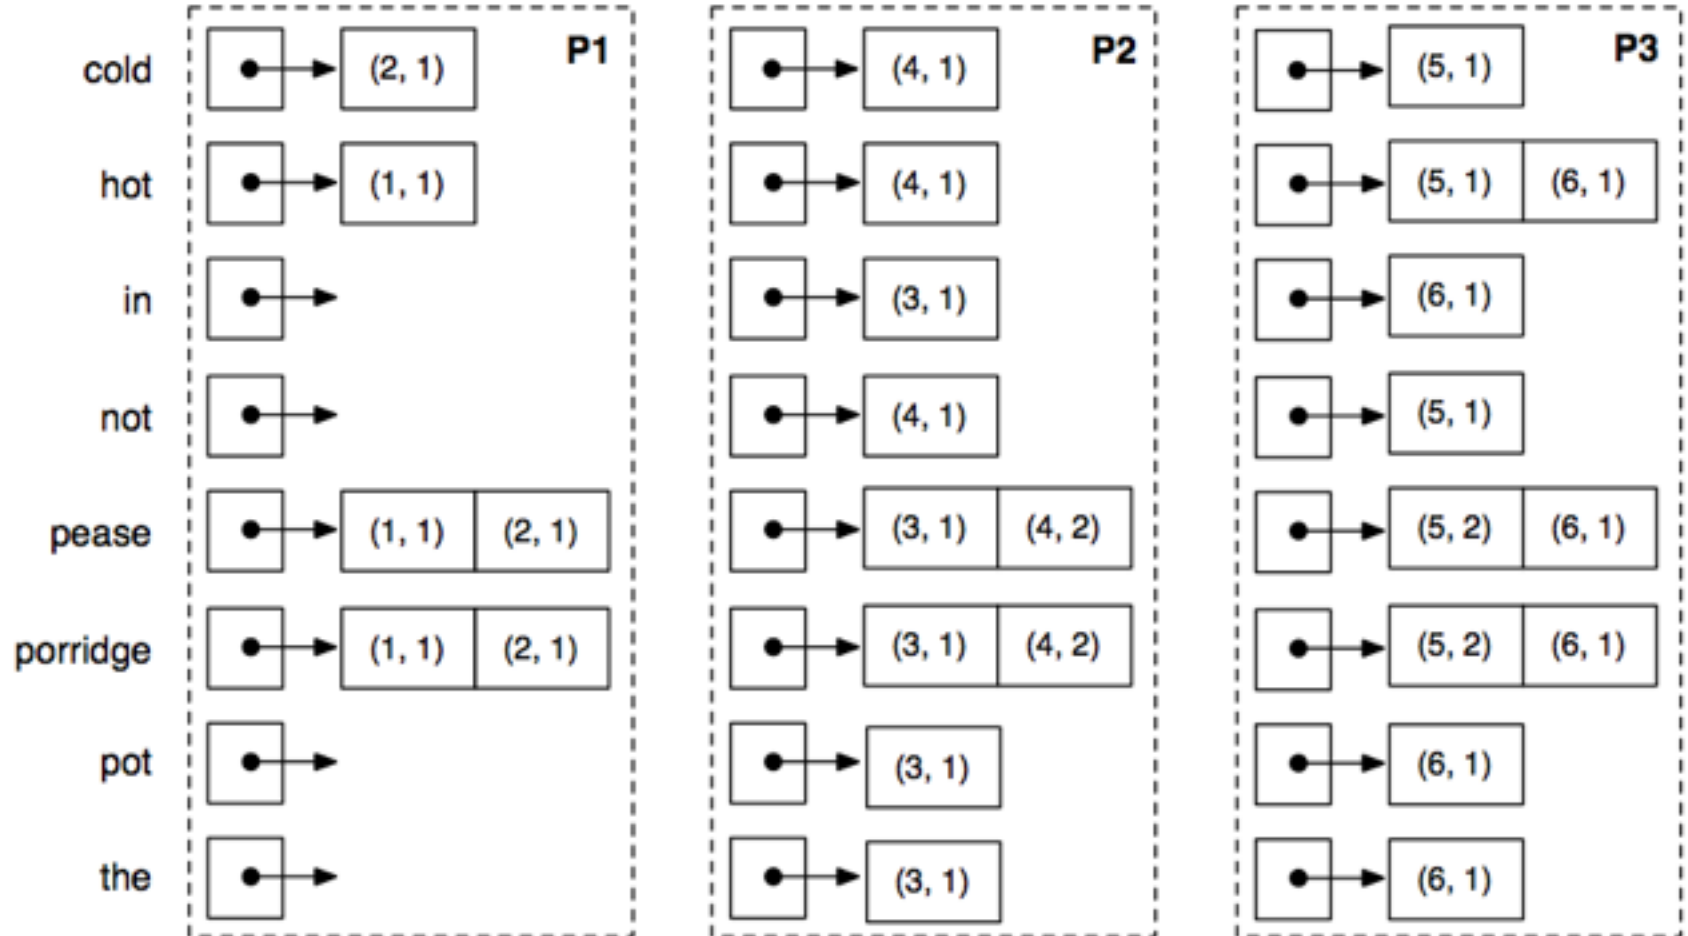 P1 P2 P3
cold (2, 1) (4, 1) (5, 1)
hot (1, 1) (4, 1) (5, 1) (6, 1)
in (3, 1) (6, 1)
not (4, 1) (5, 1)
pease (1, 1) (2, 1) (3, 1) (4, 2) (5, 2) (6, 1)
porridge (1, 1) (2, 1) (3, 1) (4, 2) (5, 2) (6, 1)
pot (3, 1) (6, 1)
the (3, 1) (6, 1)